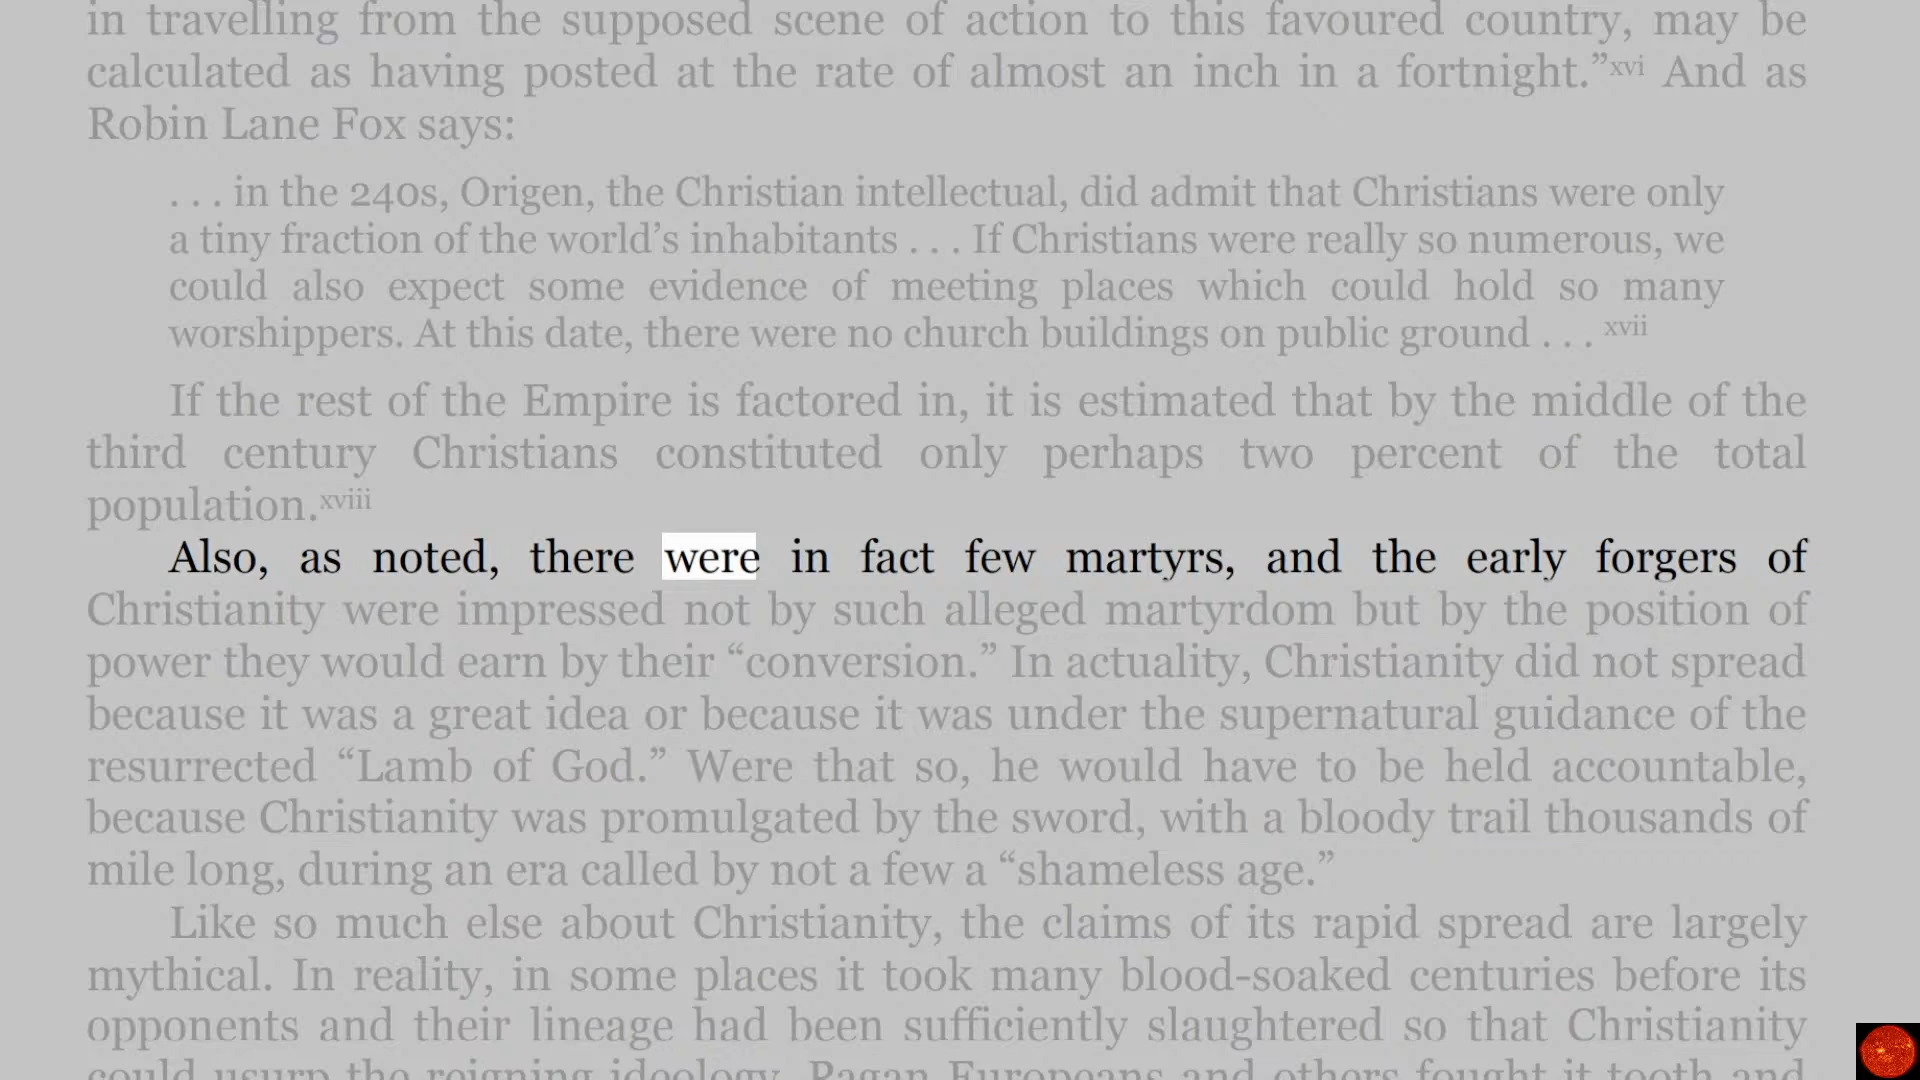 in travelling from the supposed scene of action to this favoured country, may be
calculated as having posted at the rate of almost an inch in a fortnight.”xvi And as
Robin Lane Fox says:
. . . in the 240s, Origen, the Christian intellectual, did admit that Christians were only
a tiny fraction of the world’s inhabitants . . . If Christians were really so numerous, we
could also expect some evidence of meeting places which could hold so many
worshippers. At this date, there were no church buildings on public ground . . . xvii
If the rest of the Empire is factored in, it is estimated that by the middle of the
third century Christians constituted only perhaps two percent of the total
population.xviii
Also, as noted, there were in fact few martyrs, and the early forgers of
Christianity were impressed not by such alleged martyrdom but by the position of
power they would earn by their “conversion.” In actuality, Christianity did not spread
because it was a great idea or because it was under the supernatural guidance of the
resurrected “Lamb of God.” Were that so, he would have to be held accountable,
because Christianity was promulgated by the sword, with a bloody trail thousands of
mile long, during an era called by not a few a “shameless age.”
Like so much else about Christianity, the claims of its rapid spread are largely
mythical. In reality, in some places it took many blood-soaked centuries before its
opponents and their lineage had been sufficiently slaughtered so that Christianity
could usurp the reigning ideology. Pagan Europeans and others fought it tooth and